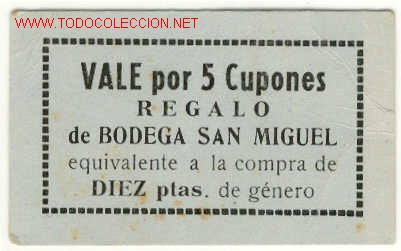 WWW.TODOCOLECCION.NET
VALE por 5 Cupones
REGALO
de BODEGA SAN MIGUEL
equivalente a la compra de
DIEZ ptas. de género